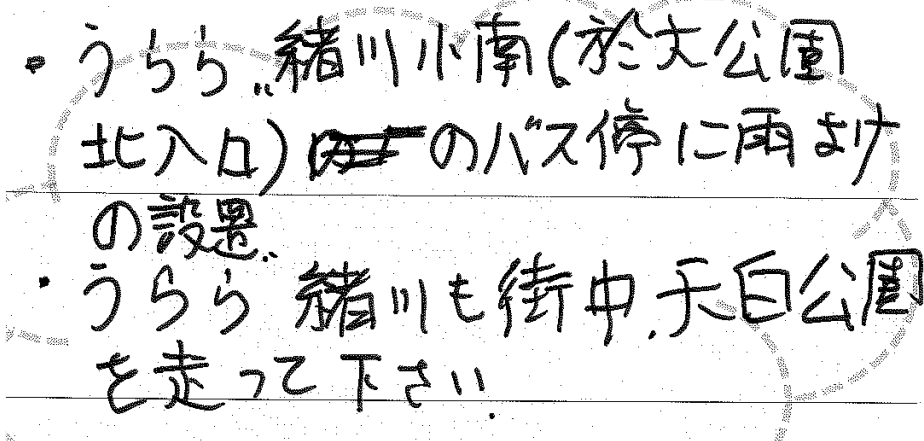 ・うらら、緒川小南(於大公園
北入口)のバス停に雨よけ
の設置、
・うらら 緒川も街中、天白公園
を走って下さい.